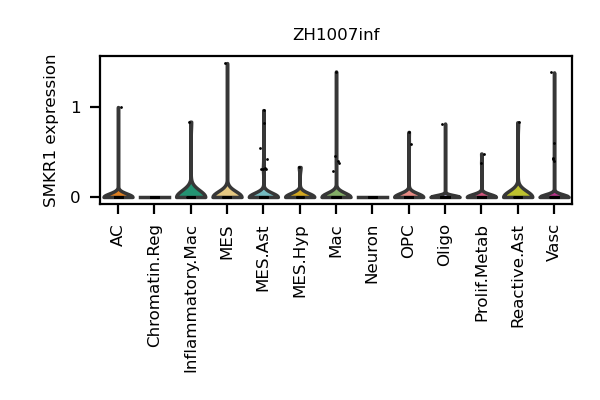 ZH1007inf
SMKR1 expression
1
0
AC
Chromatin.Reg
Inflammatory.Mac
MES
MES.Ast
MES.Hyp
Mac
Neuron
OPC
Oligo
Prolif.Metab
Reactive.Ast
Vasc